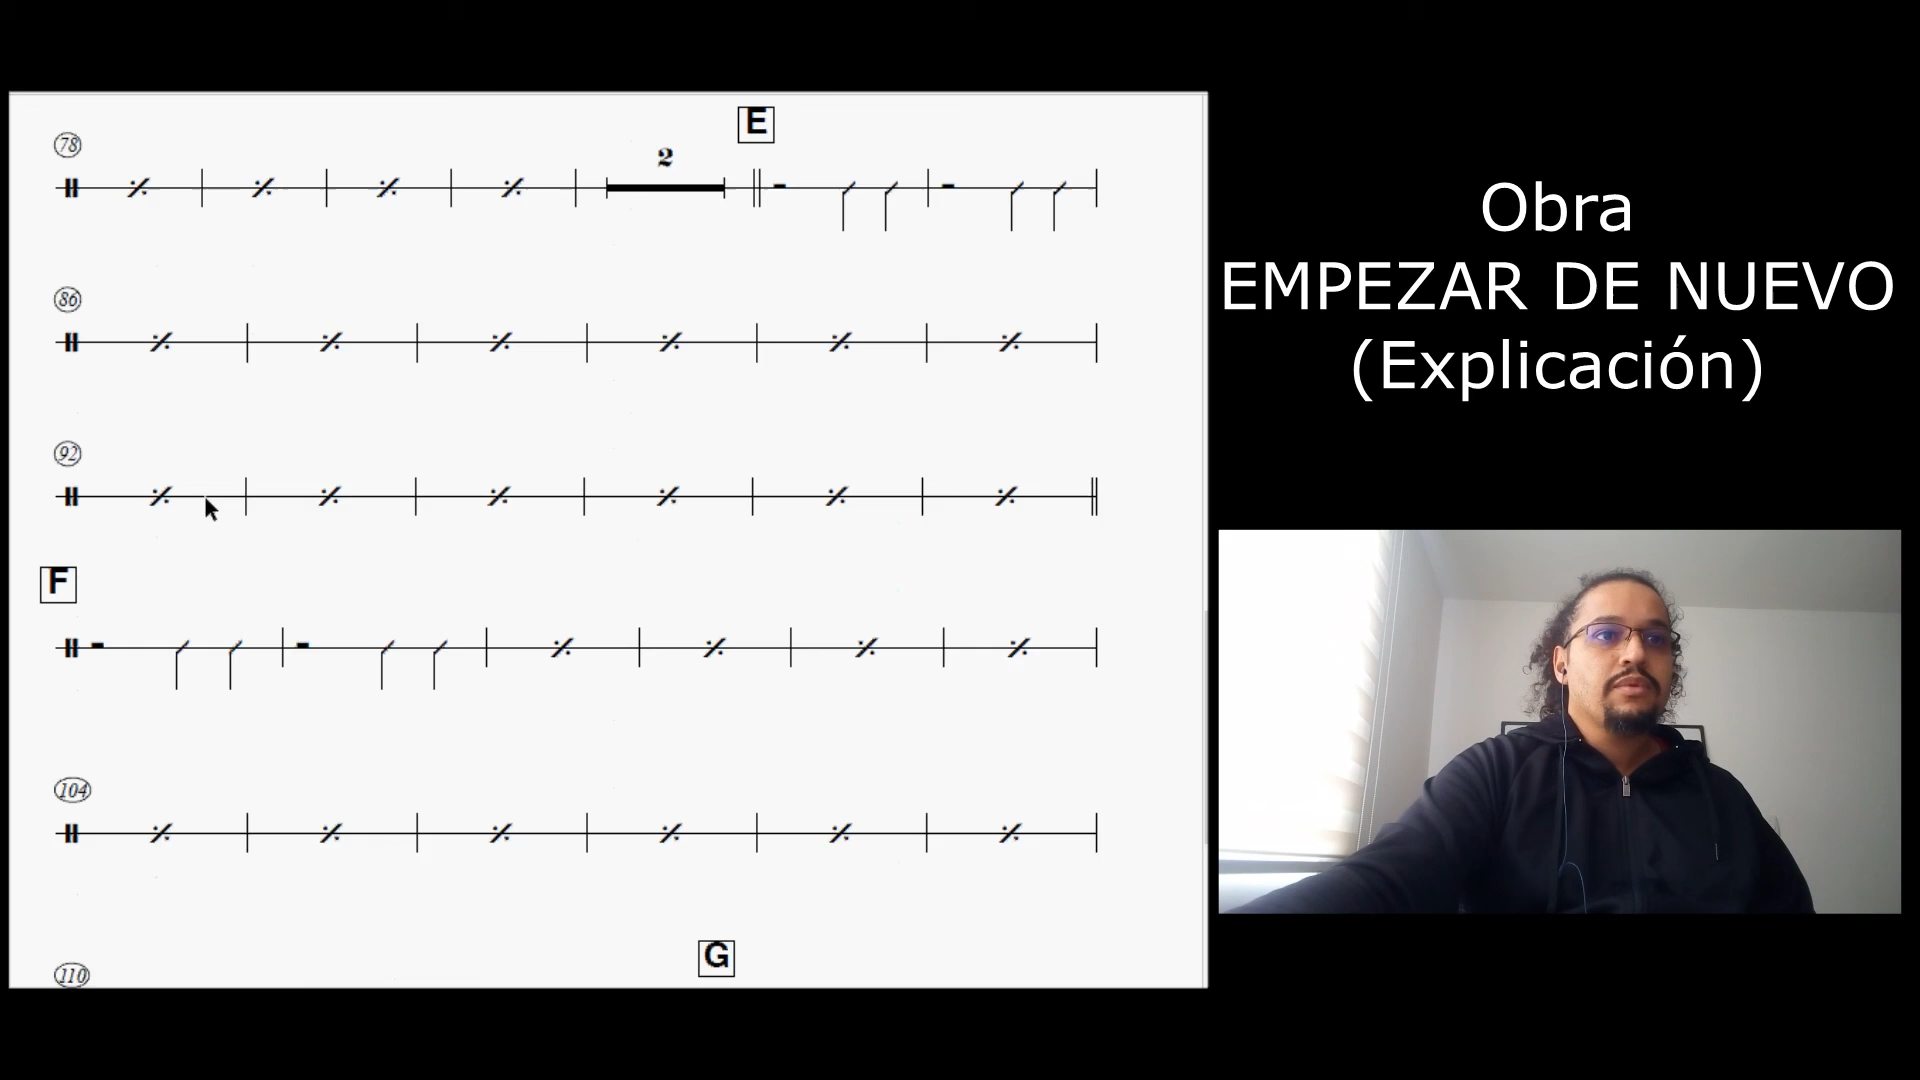 E
78
2
86
92
F
104
G
110
Obra
EMPEZAR DE NUEVO
(Explicación)